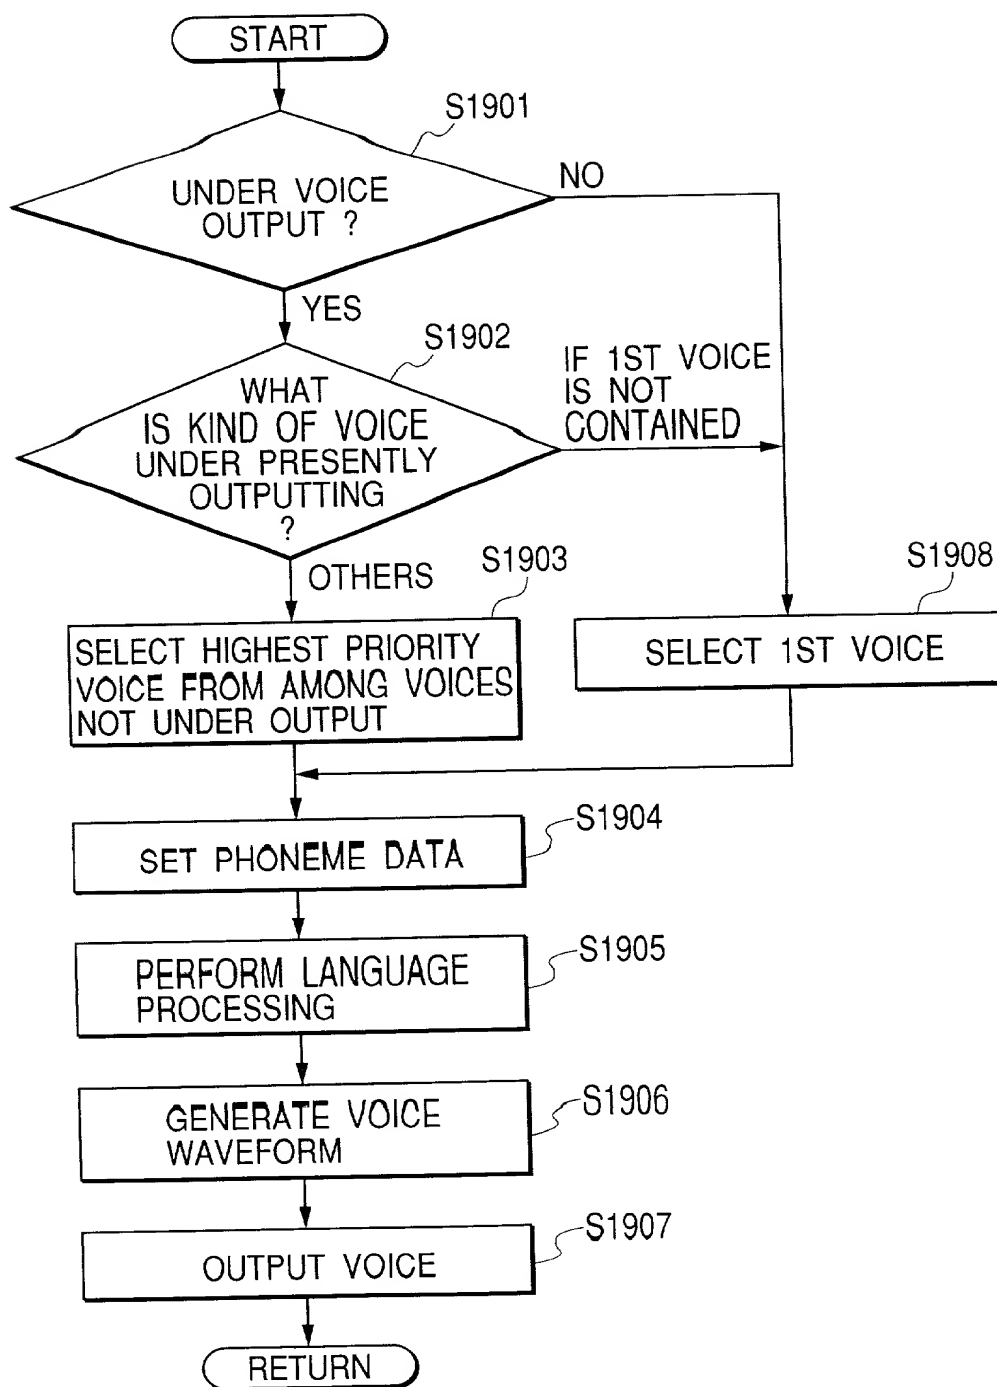 START
S1901
UNDER VOICE
OUTPUT ?
NO
YES
S1902
WHAT
IS KIND OF VOICE
UNDER PRESENTLY
OUTPUTTING
?
IF 1ST VOICE
IS NOT
CONTAINED
OTHERS
S1903
SELECT HIGHEST PRIORITY
VOICE FROM AMONG VOICES
NOT UNDER OUTPUT
S1908
SELECT 1ST VOICE
S1904
SET PHONEME DATA
S1905
PERFORM LANGUAGE
PROCESSING
S1906
GENERATE VOICE
WAVEFORM
S1907
OUTPUT VOICE
RETURN